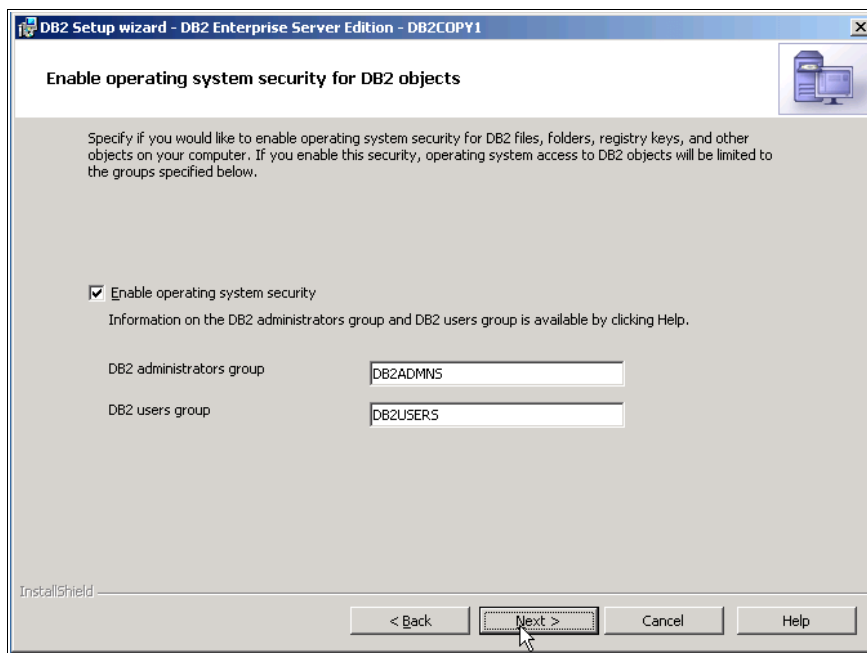 DB2 Setup wizard - DB2 Enterprise Server Edition - DB2COPY1
Enable operating system security for DB2 objects
Specify if you would like to enable operating system security for DB2 files, folders, registry keys, and other
objects on your computer. If you enable this security, operating system access to DB2 objects will be limited to
the groups specified below.
Enable operating system security
Information on the DB2 administrators group and DB2 users group is available by clicking Help.
DB2 administrators group
DB2ADMNS
DB2 users group
DB2USERS
InstallShield
< Back
Next >
Cancel
Help